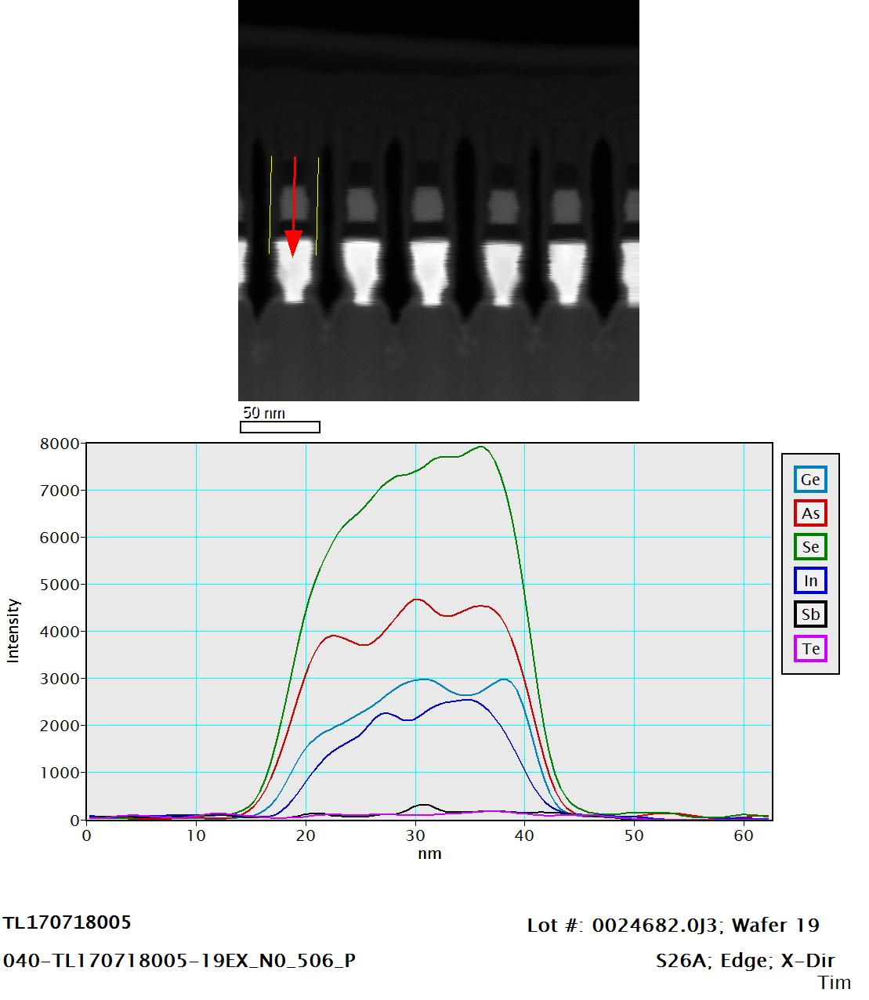 50 nm
8000
7000
6000
5000
4000
3000
2000
1000
0
Intensity
0 10 20 30 40 50 60
nm
Ge
As
Se
In
Sb
Te
TL170718005
Lot #: 0024682.0J3; Wafer 19
040-TL170718005-19EX_N0_506_P
S26A; Edge; X-Dir
Tim